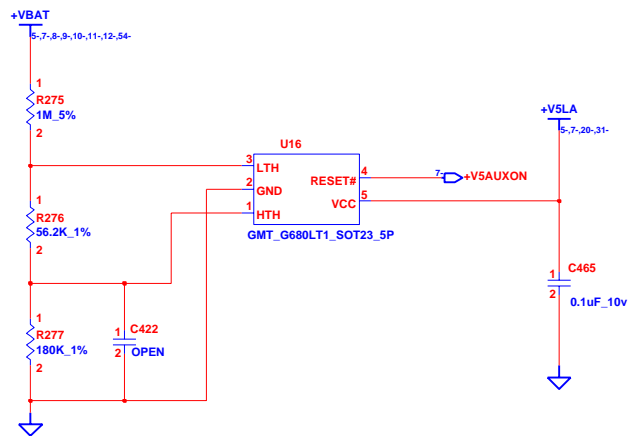 +VBAT
5-,7-,8-,9-,10-,11-,12-,54-
1
R275
1M_5%
2
+V5LA
5-,7-,20-,31-
U16
3
LTH
4
RESET#
7-
+V5AUXON
2
GND
5
VCC
1
HTH
GMT_G680LT1_SOT23_5P
1
R276
56.2K_1%
2
1
C465
2
0.1uF_10v
1
R277
180K_1%
2
1
C422
2
OPEN